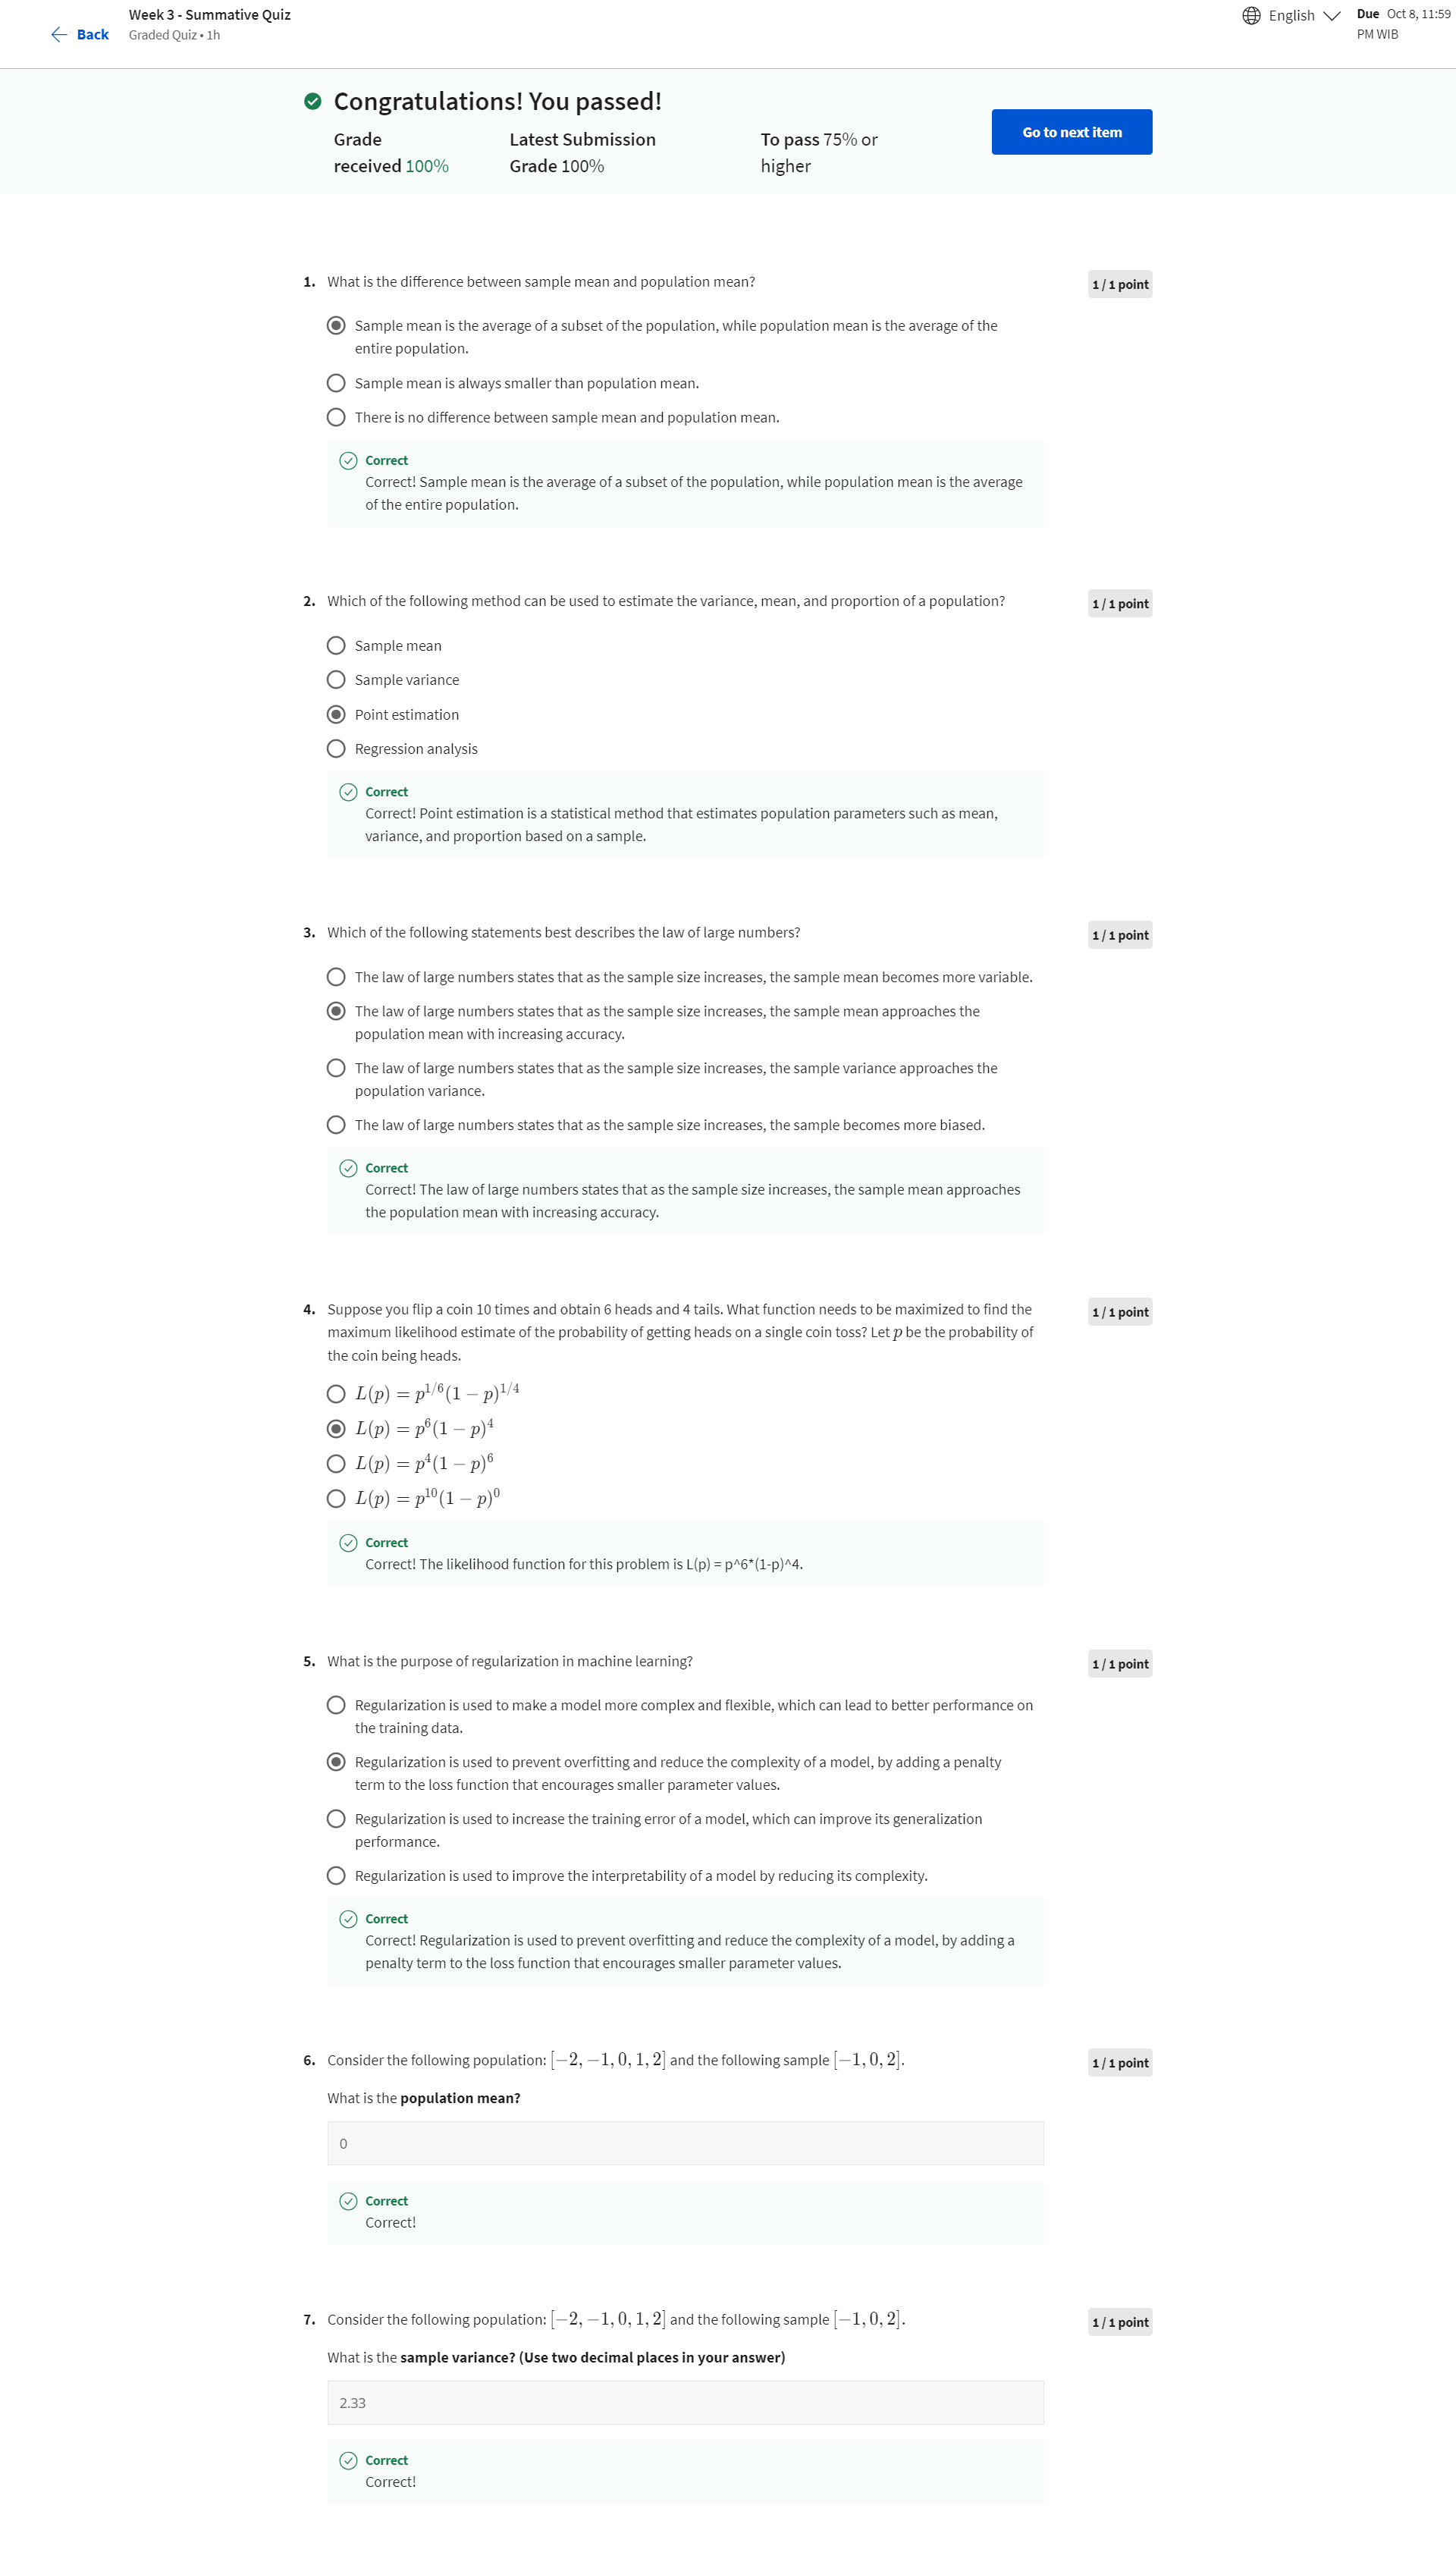 Back
Week 3 - Summative Quiz
Graded Quiz • 1h
English
Due Oct 8, 11:59
PM WIB
Congratulations! You passed!
Grade
received 100%
Latest Submission
Grade 100%
To pass 75% or
higher
Go to next item
1. What is the difference between sample mean and population mean?
1 / 1 point
Sample mean is the average of a subset of the population, while population mean is the average of the
entire population.
Sample mean is always smaller than population mean.
There is no difference between sample mean and population mean.
Correct
Correct! Sample mean is the average of a subset of the population, while population mean is the average
of the entire population.
2. Which of the following method can be used to estimate the variance, mean, and proportion of a population?
1 / 1 point
Sample mean
Sample variance
Point estimation
Regression analysis
Correct
Correct! Point estimation is a statistical method that estimates population parameters such as mean,
variance, and proportion based on a sample.
3. Which of the following statements best describes the law of large numbers?
1 / 1 point
The law of large numbers states that as the sample size increases, the sample mean becomes more variable.
The law of large numbers states that as the sample size increases, the sample mean approaches the
population mean with increasing accuracy.
The law of large numbers states that as the sample size increases, the sample variance approaches the
population variance.
The law of large numbers states that as the sample size increases, the sample becomes more biased.
Correct
Correct! The law of large numbers states that as the sample size increases, the sample mean approaches
the population mean with increasing accuracy.
4. Suppose you flip a coin 10 times and obtain 6 heads and 4 tails. What function needs to be maximized to find the
maximum likelihood estimate of the probability of getting heads on a single coin toss? Let p be the probability of
the coin being heads.
1 / 1 point
L(p) = p^{1/6}(1 − p)^{1/4}
L(p) = p^6(1 − p)^4
L(p) = p^4(1 − p)^6
L(p) = p^{10}(1 − p)^0
Correct
Correct! The likelihood function for this problem is L(p) = p^6*(1-p)^4.
5. What is the purpose of regularization in machine learning?
1 / 1 point
Regularization is used to make a model more complex and flexible, which can lead to better performance on
the training data.
Regularization is used to prevent overfitting and reduce the complexity of a model, by adding a penalty
term to the loss function that encourages smaller parameter values.
Regularization is used to increase the training error of a model, which can improve its generalization
performance.
Regularization is used to improve the interpretability of a model by reducing its complexity.
Correct
Correct! Regularization is used to prevent overfitting and reduce the complexity of a model, by adding a
penalty term to the loss function that encourages smaller parameter values.
6. Consider the following population: [−2, −1, 0, 1, 2] and the following sample [−1, 0, 2].
1 / 1 point
What is the population mean?
0
Correct
Correct!
7. Consider the following population: [−2, −1, 0, 1, 2] and the following sample [−1, 0, 2].
1 / 1 point
What is the sample variance? (Use two decimal places in your answer)
2.33
Correct
Correct!